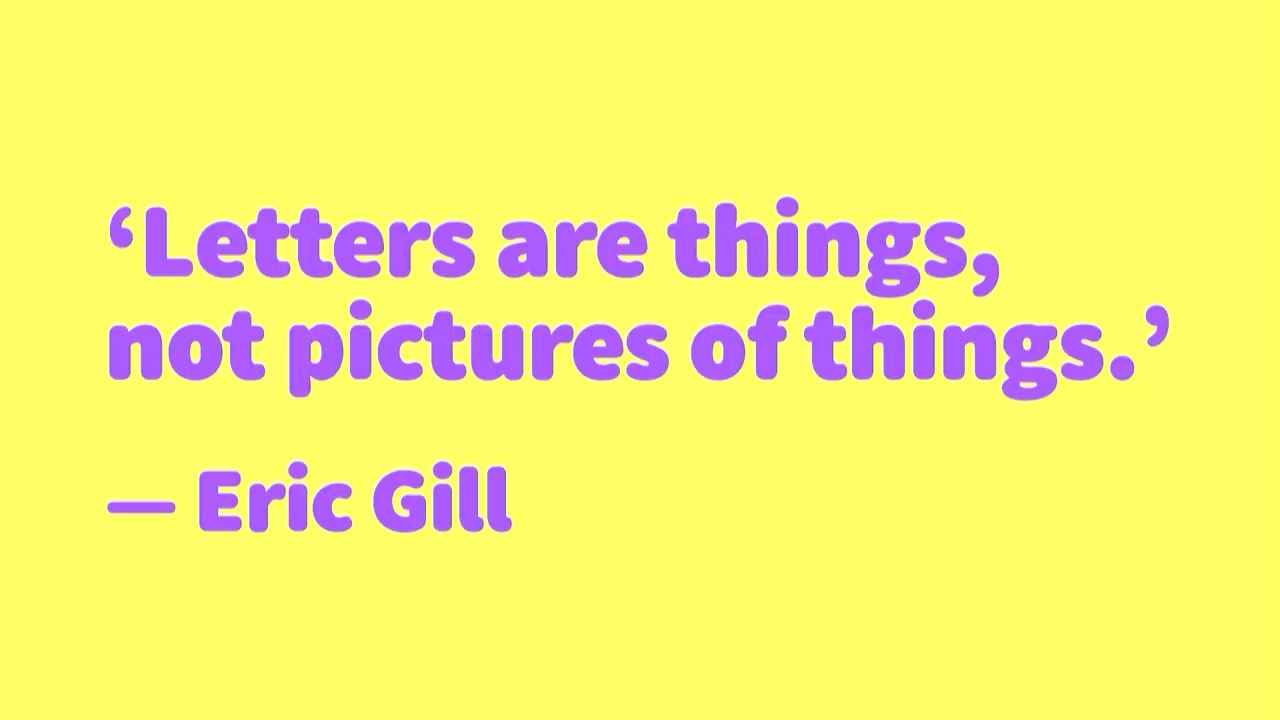 ‘Letters are things,
not pictures of things.’
— Eric Gill